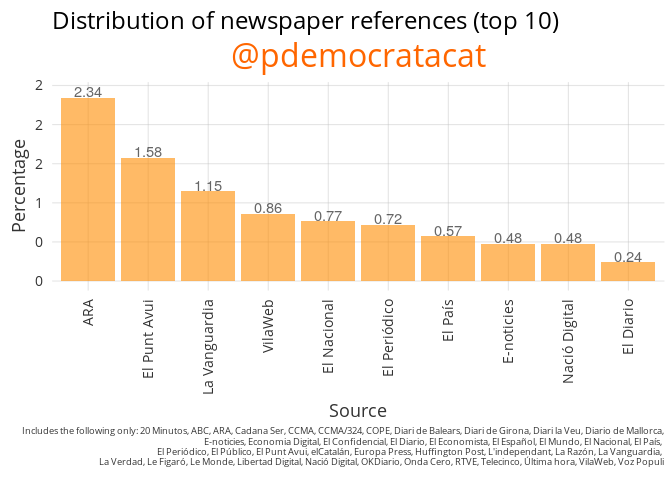 Distribution of newspaper references (top 10)
@pdemocratacat
Percentage
2
2
2
1
0
0
2.34
1.58
1.15
0.86
0.77
0.72
0.57
0.48
0.48
0.24
ARA
El Punt Avui
La Vanguardia
VilaWeb
El Nacional
El Periódico
El País
E-noticies
Nació Digital
El Diario
Source
Includes the following only: 20 Minutos, ABC, ARA, Cadana Ser, CCMA, CCMA/324, COPE, Diari de Balears, Diari de Girona, Diari la Veu, Diario de Mallorca,
E-noticies, Economia Digital, El Confidencial, El Diario, El Economista, El Español, El Mundo, El Nacional, El País,
El Periódico, El Público, El Punt Avui, elCatalán, Europa Press, Huffington Post, L'independant, La Razón, La Vanguardia,
La Verdad, Le Figaró, Le Monde, Libertad Digital, Nació Digital, OKDiario, Onda Cero, RTVE, Telecinco, Última hora, VilaWeb, Voz Populi